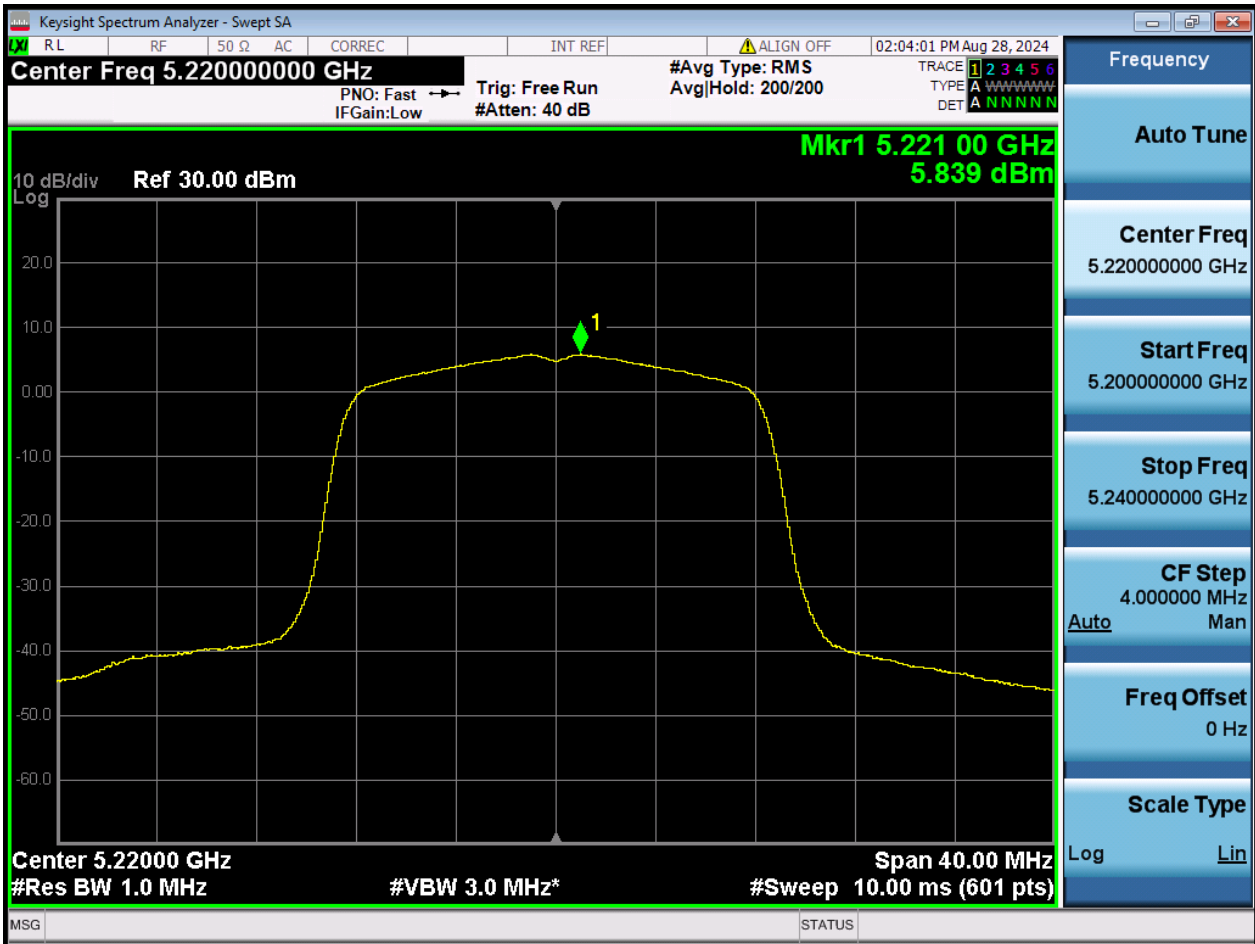 Keysight Spectrum Analyzer - Swept SA
LXI RL RF 50 Ω AC CORREC INT REF ALIGN OFF 02:04:01 PM Aug 28, 2024
Center Freq 5.220000000 GHz
PNO: Fast
IFGain:Low
Trig: Free Run
#Atten: 40 dB
#Avg Type: RMS
Avg|Hold: 200/200
TRACE 1 2 3 4 5 6
TYPE A WWWWW
DET A N N N N N
Mkr1 5.221 00 GHz
5.839 dBm
10 dB/div Ref 30.00 dBm
Log
20.0
10.0
1
0.00
-10.0
-20.0
-30.0
-40.0
-50.0
-60.0
Center 5.22000 GHz Span 40.00 MHz
#Res BW 1.0 MHz #VBW 3.0 MHz* #Sweep 10.00 ms (601 pts)
Frequency
Auto Tune
Center Freq
5.220000000 GHz
Start Freq
5.200000000 GHz
Stop Freq
5.240000000 GHz
CF Step
4.000000 MHz
Auto Man
Freq Offset
0 Hz
Scale Type
Log Lin
MSG STATUS